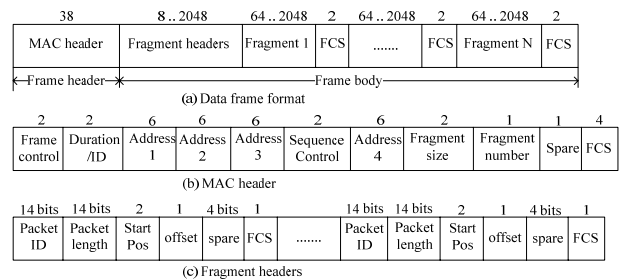 38 8 .. 2048 64 .. 2048 2 64 .. 2048 2 64 .. 2048 2
MAC header Fragment headers Fragment 1 FCS ....... FCS Fragment N FCS
Frame header Frame body
(a) Data frame format
2 2 6 6 6 2 6 2 1 1 4
Frame control Duration /ID Address 1 Address 2 Address 3 Sequence Control Address 4 Fragment size Fragment number Spare FCS
(b) MAC header
14 bits 14 bits 2 1 4 bits 1 14 bits 14 bits 2 1 4 bits 1
Packet ID Packet length Start Pos offset spare FCS ....... Packet ID Packet length Start Pos offset spare FCS
(c) Fragment headers